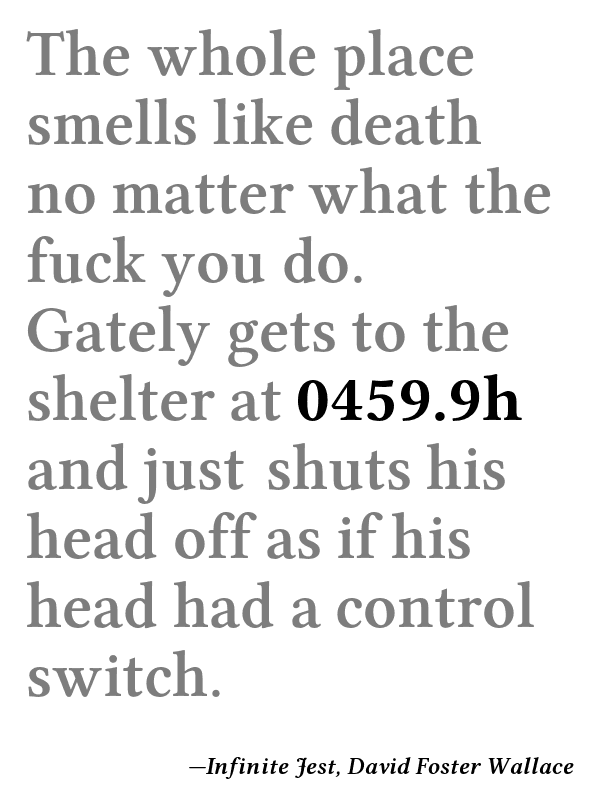 The whole place
smells like death
no matter what the
fuck you do.
Gately gets to the
shelter at 0459.9h
and just shuts his
head off as if his
head had a control
switch.
—Infinite Jest, David Foster Wallace